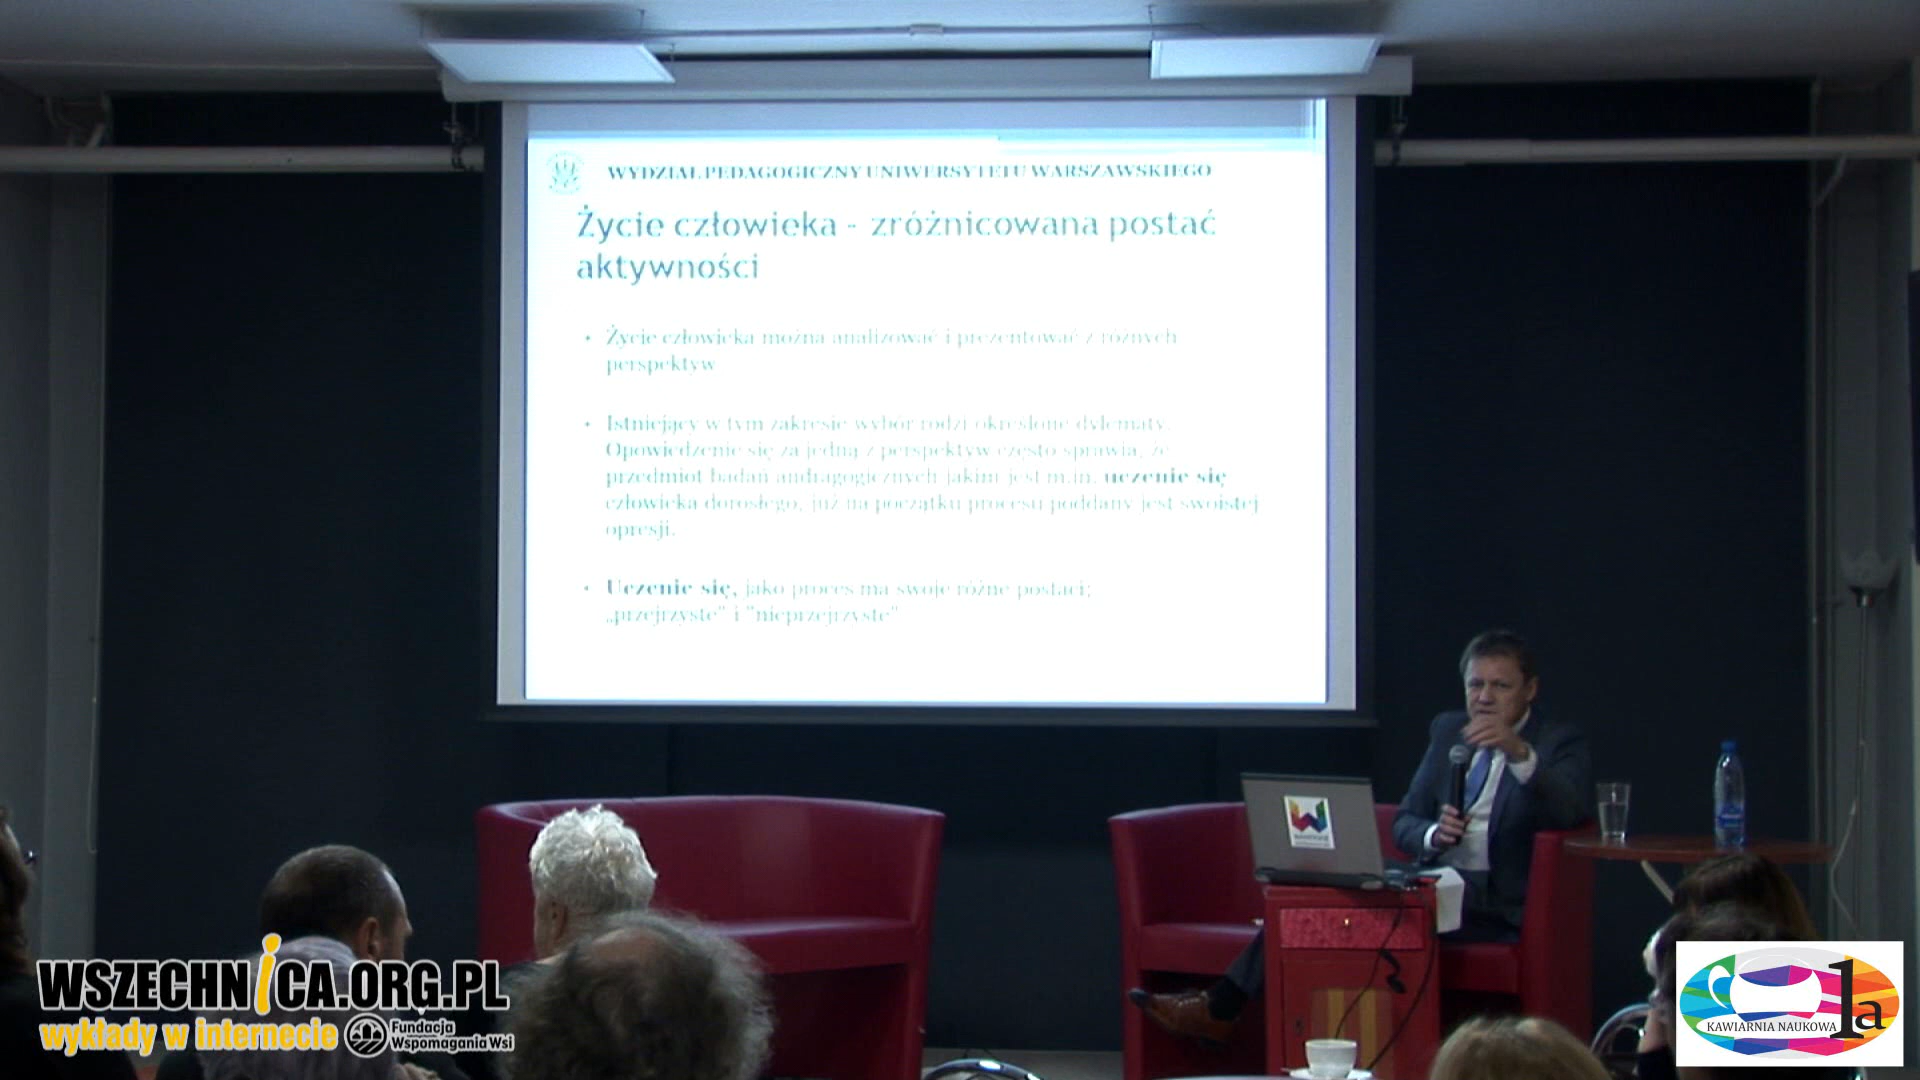 WYDZIAŁ PEDAGOGICZNY UNIWERSYTETU WARSZAWSKIEGO
Życie człowieka - zróżnicowana postać
aktywności
• Życie człowieka można analizować i prezentować z różnych
perspektyw
• Istniejący w tym zakresie wybór rodzi określone dylematy.
Opowiedzenie się za jedną z perspektyw często sprawia, że
przedmiot badań andragogicznych jakim jest m.in. uczenie się
człowieka dorosłego, już na początku procesu poddany jest swoistej
opresji.
• Uczenie się, jako proces ma swoje różne postaci;
„przejrzyste" i "nieprzejrzyste"
WSZECHNICA.ORG.PL
wykłady w internecie
Fundacja
Wspomagania Wsi
KAWIARNIA NAUKOWA 1a